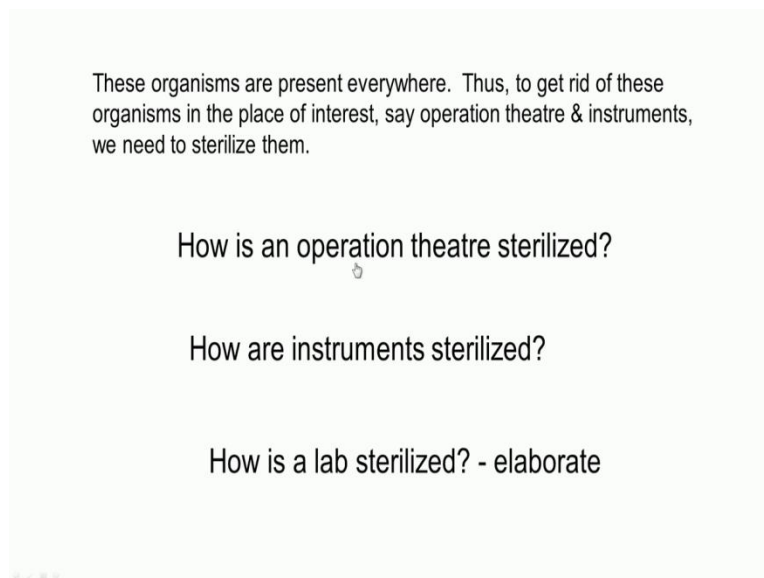 These organisms are present everywhere.  Thus, to get rid of these
organisms in the place of interest, say operation theatre & instruments,
we need to sterilize them.
How is an operation theatre sterilized?
How are instruments sterilized?
How is a lab sterilized? - elaborate